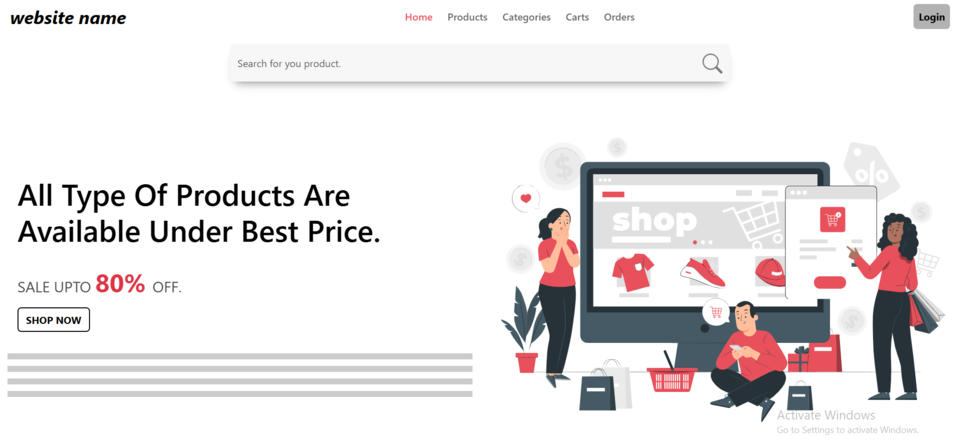 website name
Home Products Categories Carts Orders
Login
Search for you product.
All Type Of Products Are
Available Under Best Price.
SALE UPTO 80% OFF.
SHOP NOW
shop
%
$
$
$
$
$
Activate Windows
Go to Settings to activate Windows.